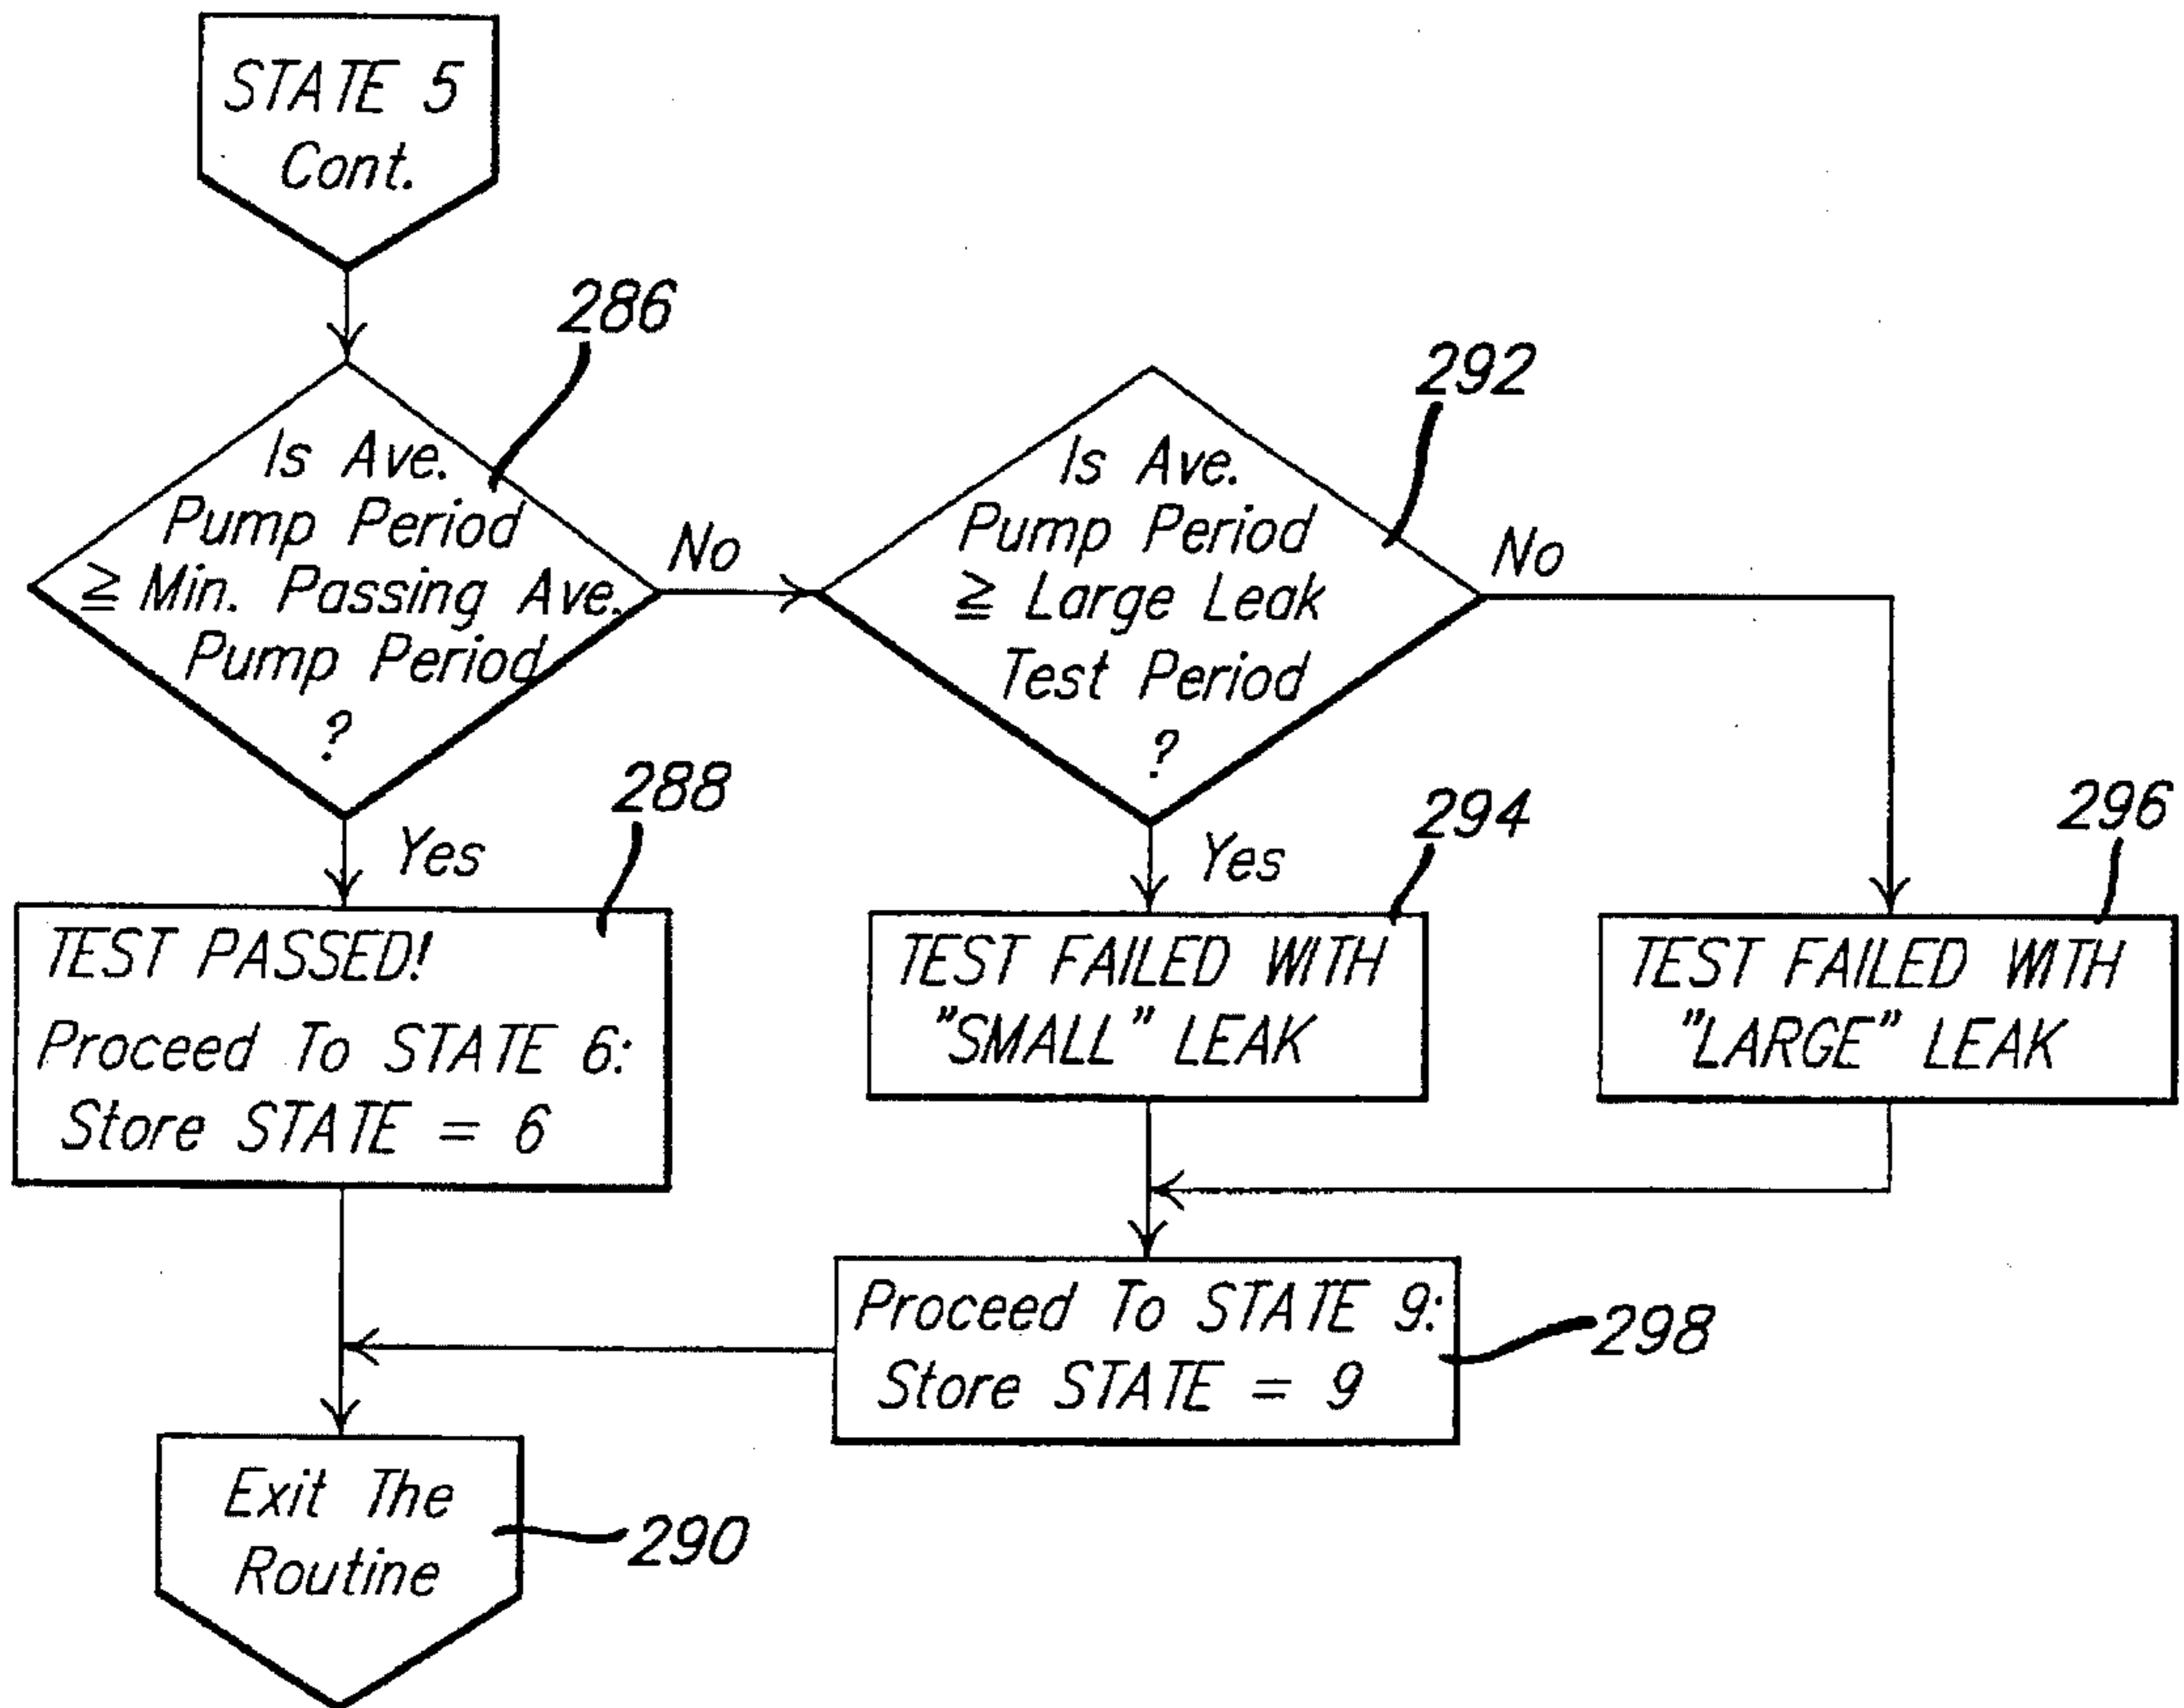 STATE 5
Cont.
286
Is Ave.
Pump Period
≧ Min. Passing Ave.
Pump Period
?
No
Yes
292
Is Ave.
Pump Period
≧ Large Leak
Test Period
?
No
Yes
288
TEST PASSED!
Proceed To STATE 6:
Store STATE = 6
294
TEST FAILED WITH
"SMALL" LEAK
296
TEST FAILED WITH
"LARGE" LEAK
Proceed To STATE 9:
Store STATE = 9
298
Exit The
Routine
290